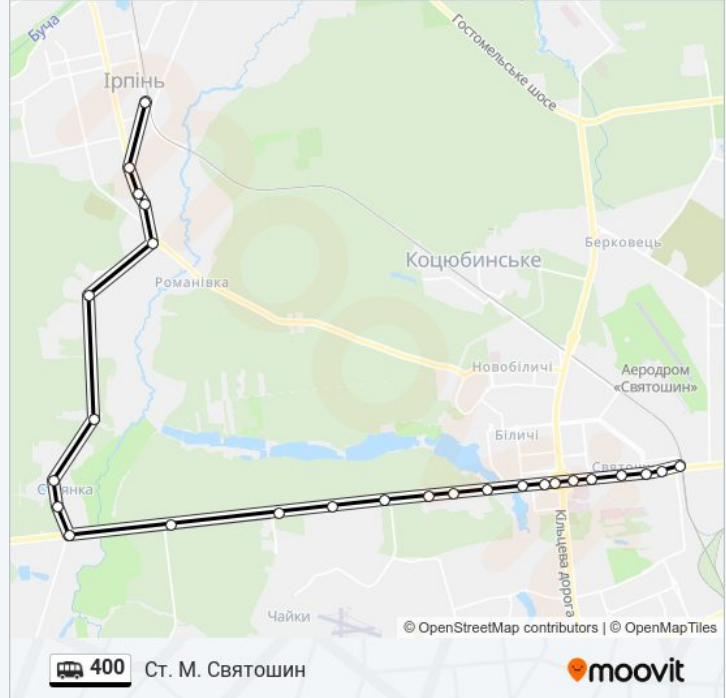 Буча
Гостомельське шосе
Ірпінь
Берковець
Коцюбинське
Романівка
Аеродром
«Святошин»
Новобіличі
Біличі
Кільцева дорога
Чайки
© OpenStreetMap contributors | © OpenMapTiles
400 Ст. М. Святошин
moovit